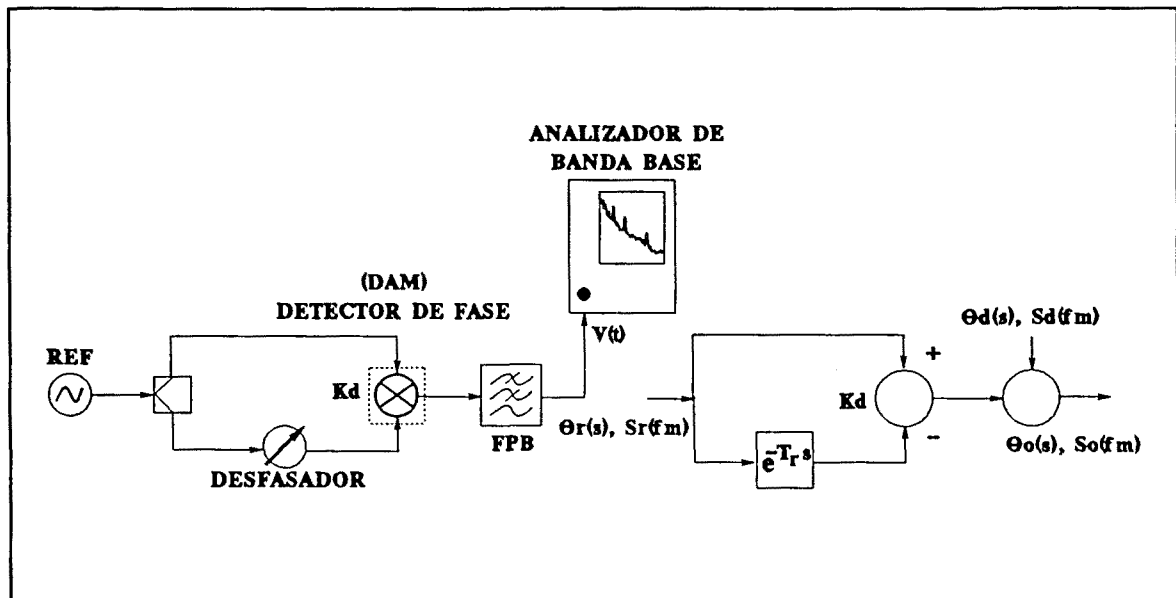 ANALIZADOR DE
BANDA BASE
(DAM)
DETECTOR DE FASE
V(t)
REF
Kd
FPB
DESFASADOR
Θr(s), Sr(fm)
e^-Tr s
Kd
+
−
Θd(s), Sd(fm)
Θo(s), So(fm)